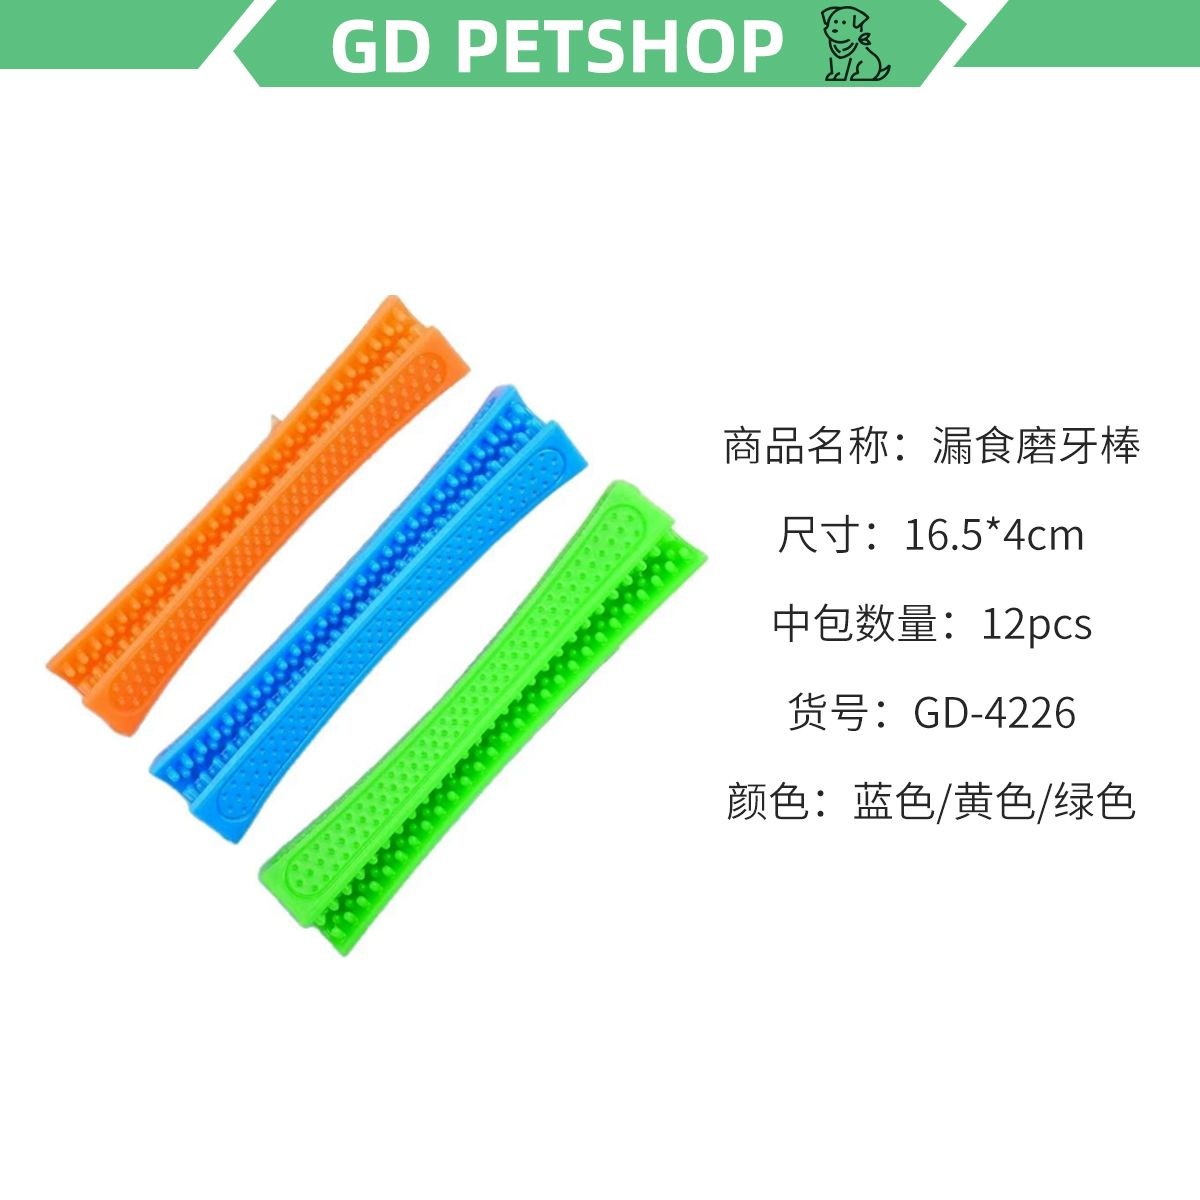 GD PETSHOP
商品名称：漏食磨牙棒
尺寸：16.5*4cm
中包数量：12pcs
货号：GD-4226
颜色：蓝色/黄色/绿色